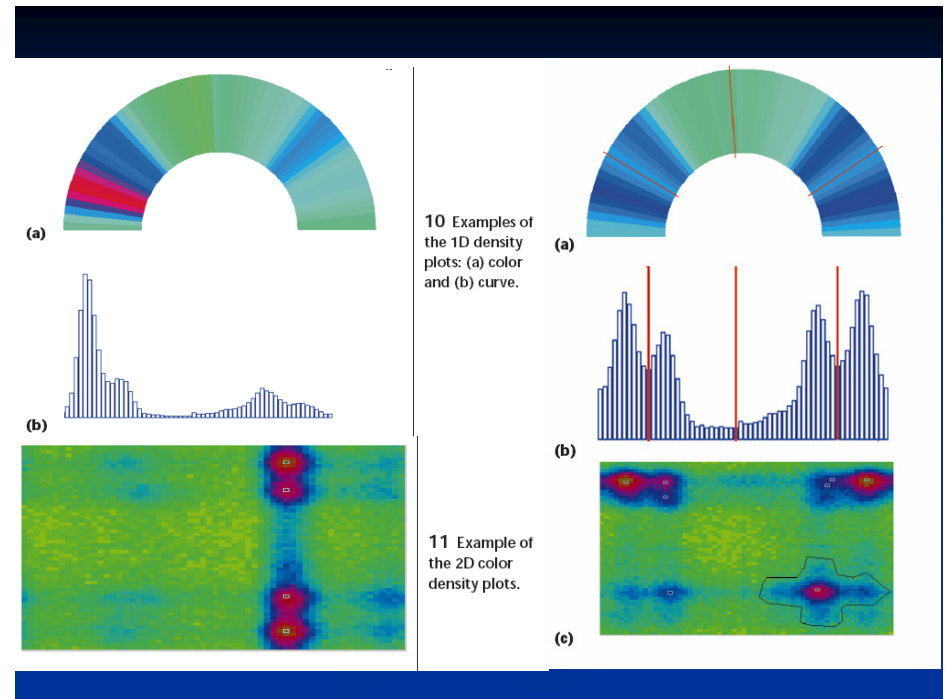 (a)
10 Examples of
the 1D density
plots: (a) color
and (b) curve.
(b)
11 Example of
the 2D color
density plots.
(a)
(b)
(c)